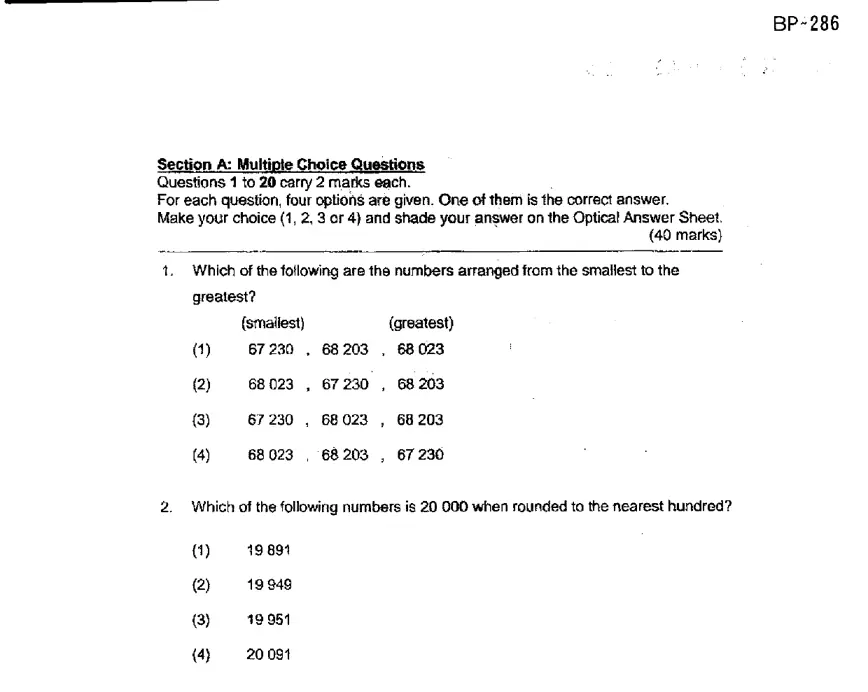 BP-286
Section A: Multiple Choice Questions
Questions 1 to 20 carry 2 marks each.
For each question, four options are given. One of them is the correct answer.
Make your choice (1, 2, 3 or 4) and shade your answer on the Optical Answer Sheet.
(40 marks)
1. Which of the following are the numbers arranged from the smallest to the
greatest?
(smallest) (greatest)
(1) 67 230 , 68 203 , 68 023
(2) 68 023 , 67 230 , 68 203
(3) 67 230 , 68 023 , 68 203
(4) 68 023 , 68 203 , 67 230
2. Which of the following numbers is 20 000 when rounded to the nearest hundred?
(1) 19 891
(2) 19 949
(3) 19 951
(4) 20 091